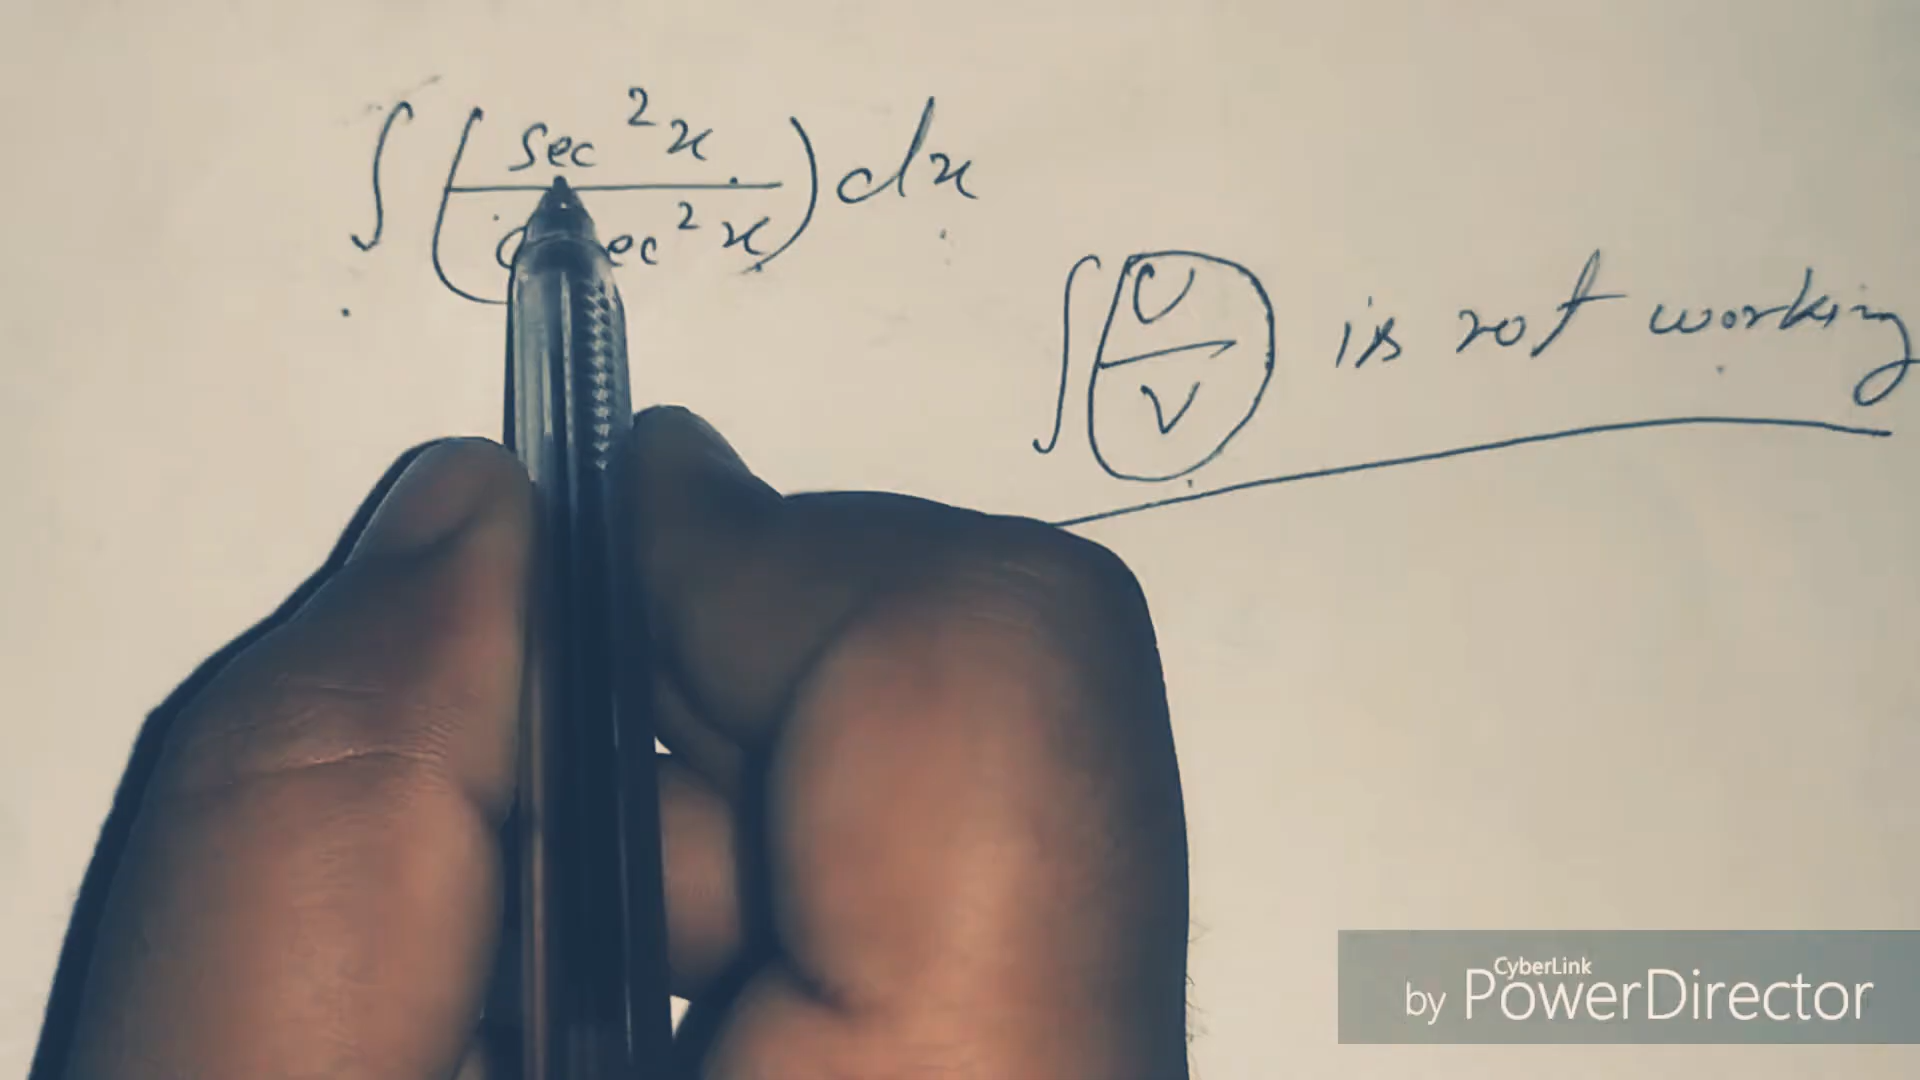 ∫ ( sec²x / c ec²x ) dx
∫ U/V is not working
CyberLink
by PowerDirector